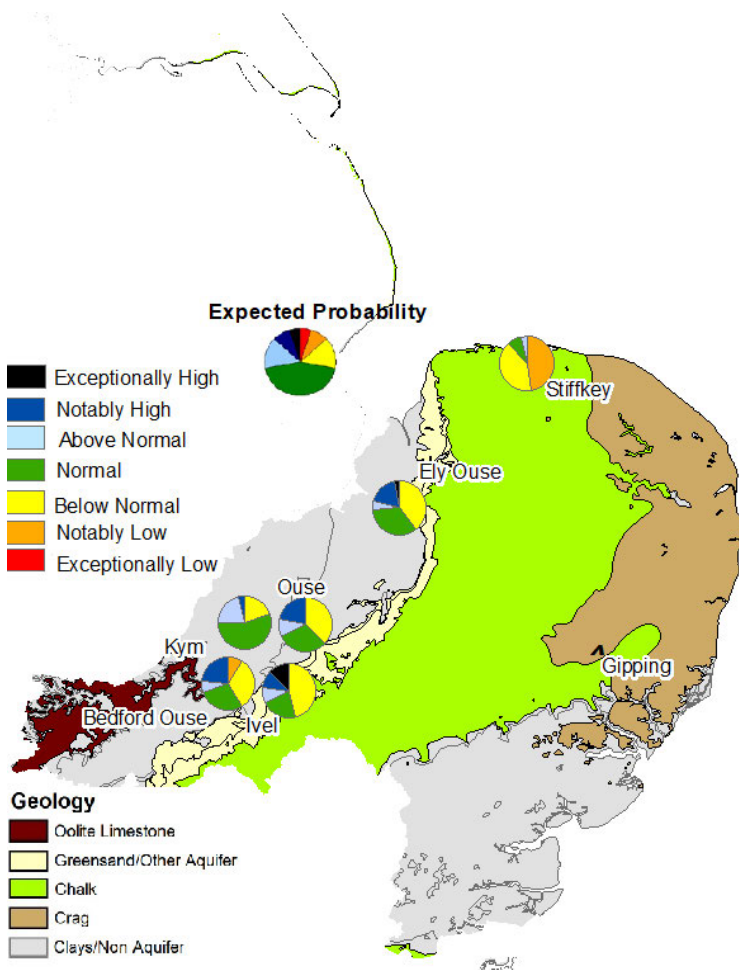 Expected Probability
Exceptionally High
Notably High
Above Normal
Normal
Below Normal
Notably Low
Exceptionally Low
Stiffkey
Ely Ouse
Ouse
Kym
Gipping
Bedford Ouse
Ivel
Geology
Oolite Limestone
Greensand/Other Aquifer
Chalk
Crag
Clays/Non Aquifer